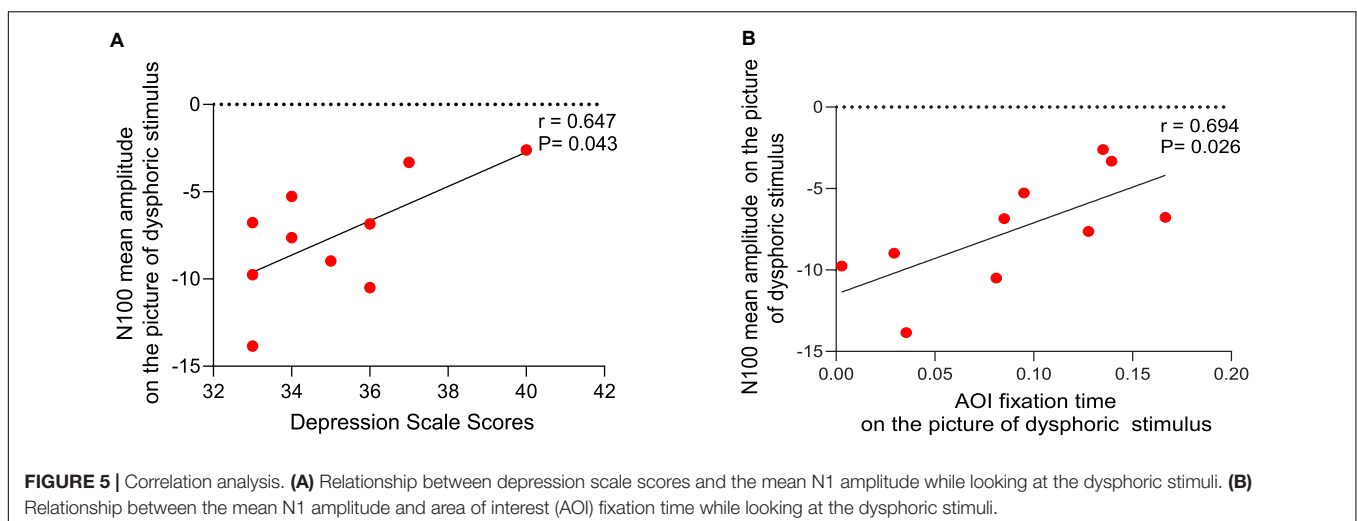 A
N100 mean amplitude
on the picture of dysphoric stimulus
0
-5
-10
-15
r = 0.647
P= 0.043
32
34
36
38
40
42
Depression Scale Scores
B
N100 mean amplitude on the picture
of dysphoric stimulus
0
-5
-10
-15
r = 0.694
P= 0.026
0.00
0.05
0.10
0.15
0.20
AOI fixation time
on the picture of dysphoric stimulus
FIGURE 5 | Correlation analysis. (A) Relationship between depression scale scores and the mean N1 amplitude while looking at the dysphoric stimuli. (B)
Relationship between the mean N1 amplitude and area of interest (AOI) fixation time while looking at the dysphoric stimuli.